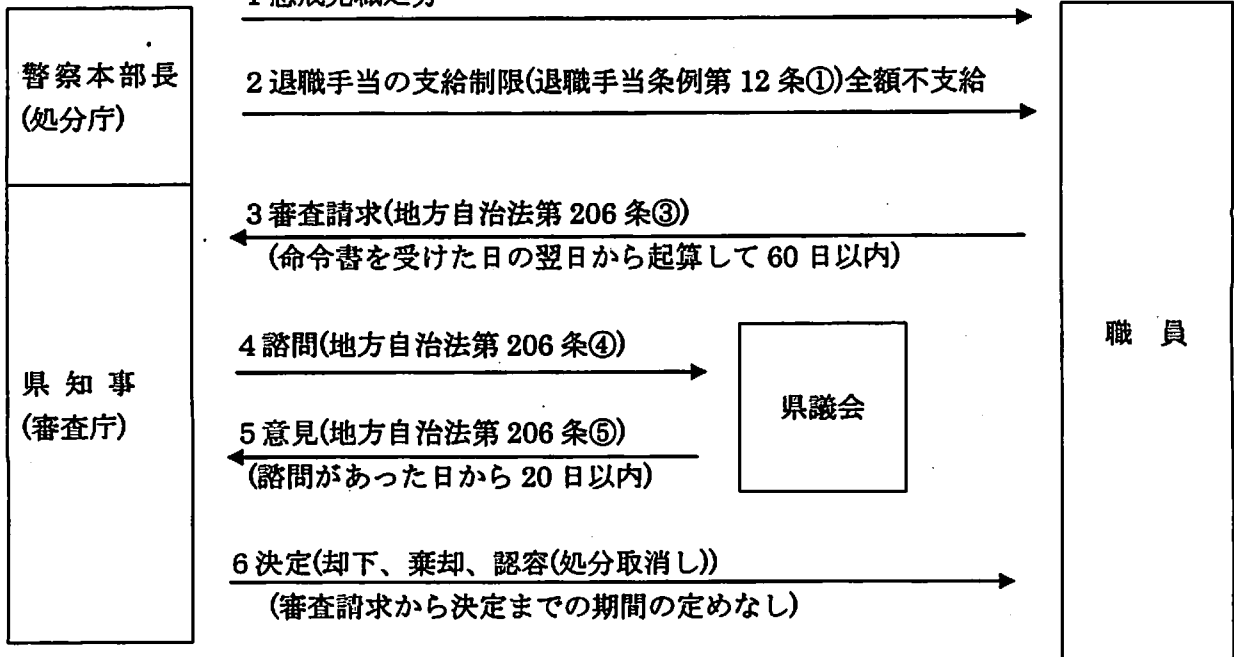 1懲戒免職処分
警察本部長
(処分庁)
2退職手当の支給制限(退職手当条例第12条①)全額不支給
3審査請求(地方自治法第206条③)
(命令書を受けた日の翌日から起算して60日以内)
職 員
4諮問(地方自治法第206条④)
県知事
(審査庁)
県議会
5意見(地方自治法第206条⑤)
(諮問があった日から20日以内)
6決定(却下、棄却、認容(処分取消し))
(審査請求から決定までの期間の定めなし)